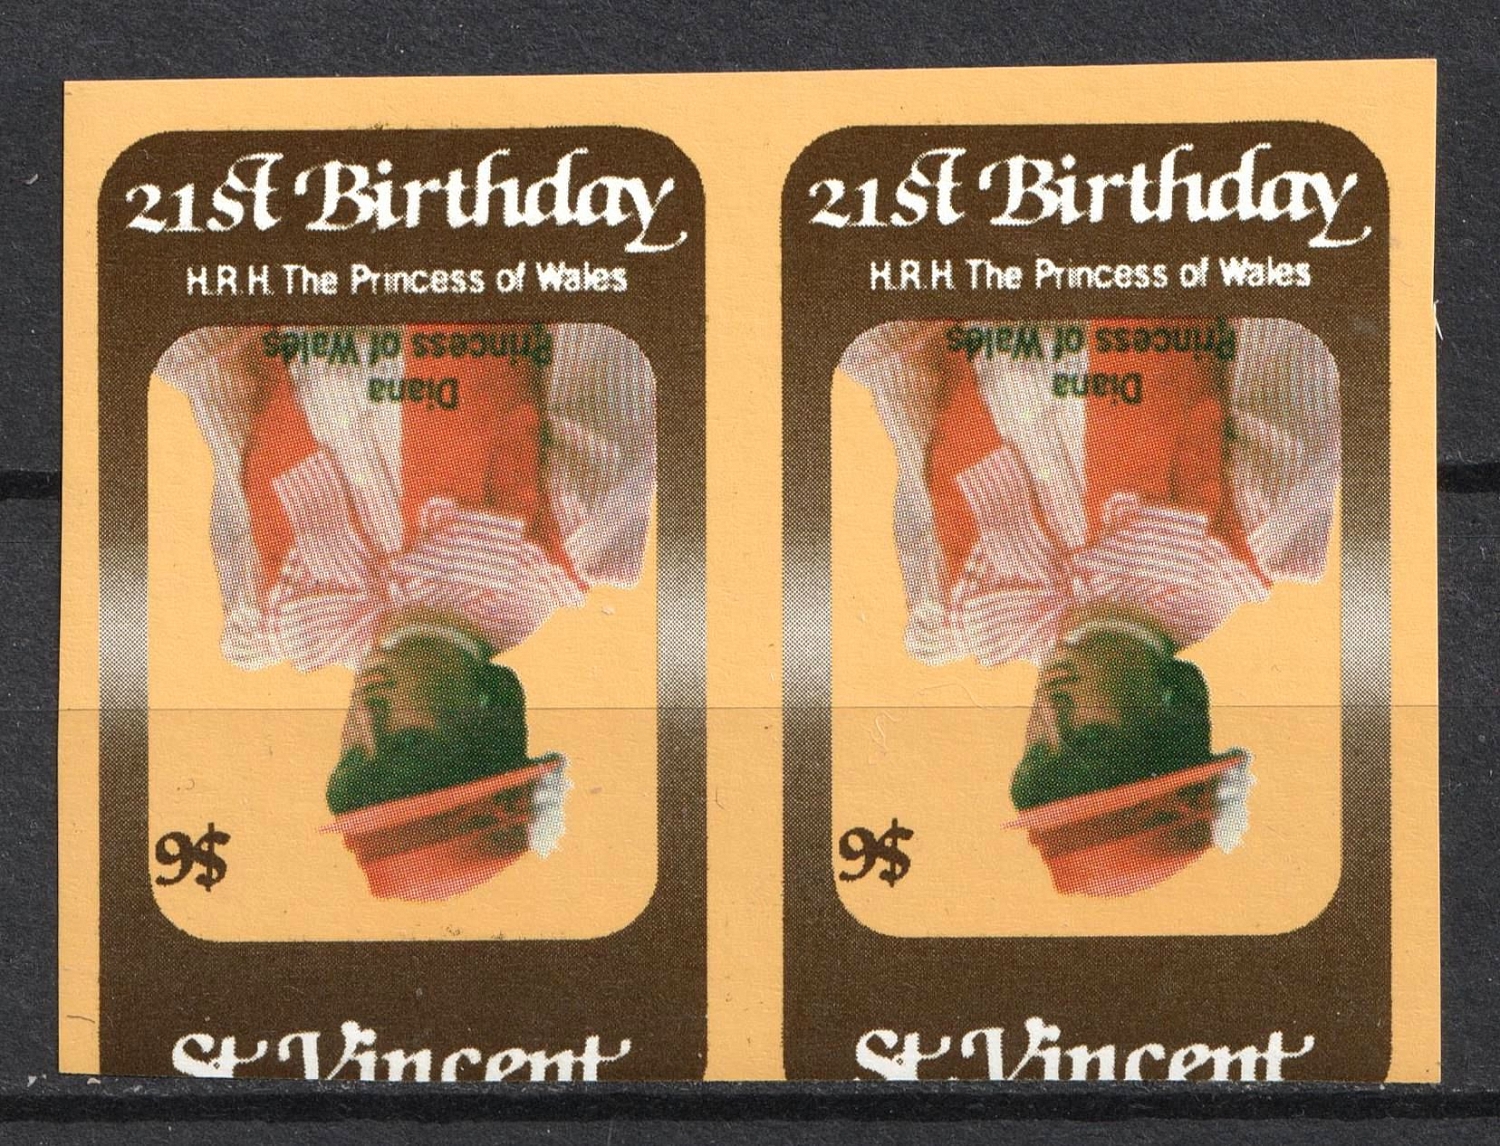 21st Birthday
H.R.H. The Princess of Wales
Diana
Princess of Wales
9$
St Vincent
21st Birthday
H.R.H. The Princess of Wales
Diana
Princess of Wales
9$
St Vincent